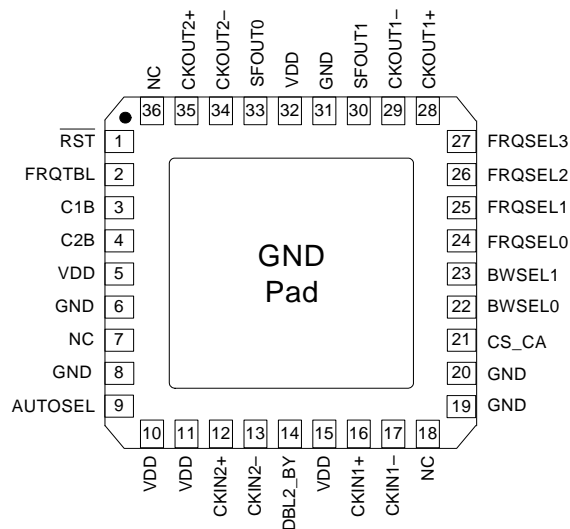 NC
CKOUT2+
CKOUT2–
SFOUT0
VDD
GND
SFOUT1
CKOUT1–
CKOUT1+
36 35 34 33 32 31 30 29 28
RST 1
FRQTBL 2
C1B 3
C2B 4
VDD 5
GND 6
NC 7
GND 8
AUTOSEL 9
GND
Pad
27 FRQSEL3
26 FRQSEL2
25 FRQSEL1
24 FRQSEL0
23 BWSEL1
22 BWSEL0
21 CS_CA
20 GND
19 GND
10 11 12 13 14 15 16 17 18
VDD
VDD
CKIN2+
CKIN2–
DBL2_BY
VDD
CKIN1+
CKIN1–
NC